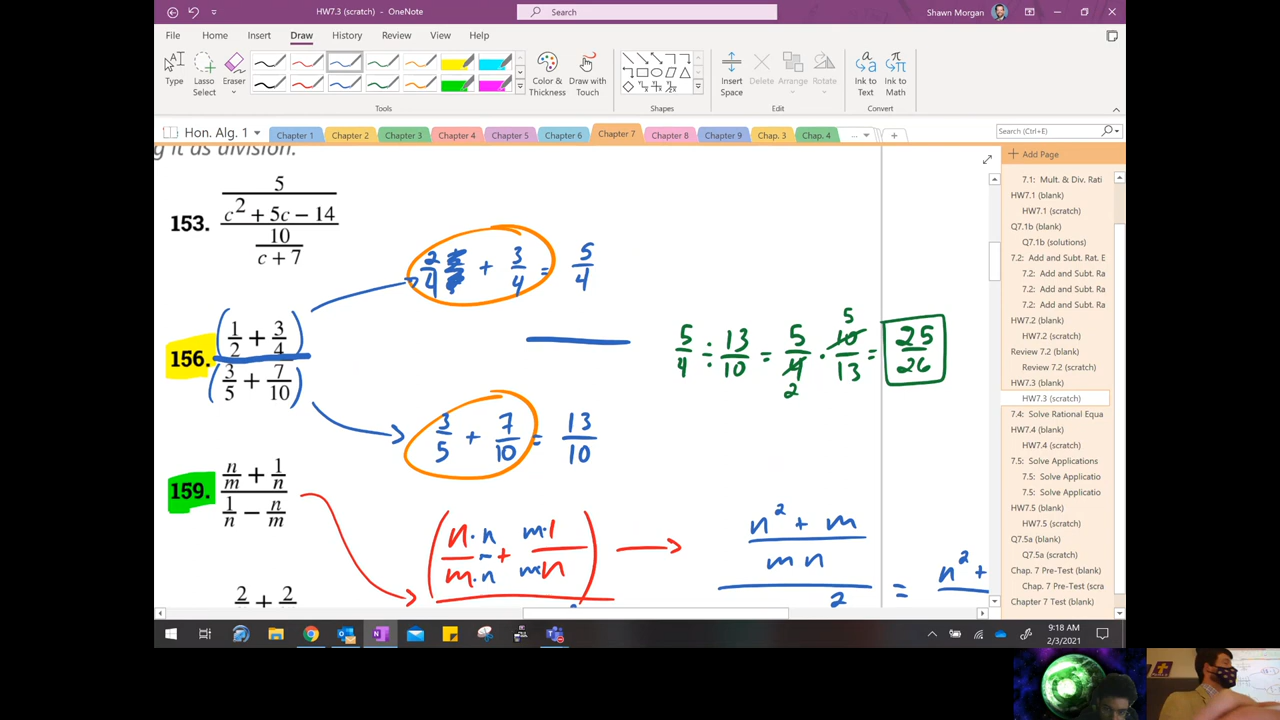 HW7.3 (scratch) - OneNote
Search
Shawn Morgan
File Home Insert Draw History Review View Help
Type
Lasso Select
Eraser
Color & Thickness
Draw with Touch
Insert Space
Delete
Arrange
Rotate
Ink to Text
Ink to Math
Tools
Shapes
Edit
Convert
Hon. Alg. 1
Chapter 1 Chapter 2 Chapter 3 Chapter 4 Chapter 5 Chapter 6 Chapter 7 Chapter 8 Chapter 9 Chap. 3 Chap. 4 ...
Search (Ctrl+E)
g it as division.
153. 5 / (c² + 5c − 14) / 10 / (c + 7)
2/4 + 3/4 = 5/4
156. (1/2 + 3/4) / (3/5 + 7/10)
5/4 ÷ 13/10 = 5/4 · 10/13 = 25/26
5
2
3/5 + 7/10 = 13/10
159. n/m + 1/n / 1/n − n/m
(n·n/m·n + m·1/m·n)
n² + m / mn
2
= n² +
2/ + 2/
Add Page
7.1: Mult. & Div. Rati
HW7.1 (blank)
HW7.1 (scratch)
Q7.1b (blank)
Q7.1b (solutions)
7.2: Add and Subt. Rat. E
7.2: Add and Subt. Ra
7.2: Add and Subt. Ra
7.2: Add and Subt. Ra
HW7.2 (blank)
HW7.2 (scratch)
Review 7.2 (blank)
Review 7.2 (scratch)
HW7.3 (blank)
HW7.3 (scratch)
7.4: Solve Rational Equa
HW7.4 (blank)
HW7.4 (scratch)
7.5: Solve Applications
7.5: Solve Applicatio
7.5: Solve Applicatio
HW7.5 (blank)
HW7.5 (scratch)
Q7.5a (blank)
Q7.5a (scratch)
Chap. 7 Pre-Test (blank)
Chap. 7 Pre-Test (scra
Chapter 7 Test (blank)
9:18 AM
2/3/2021